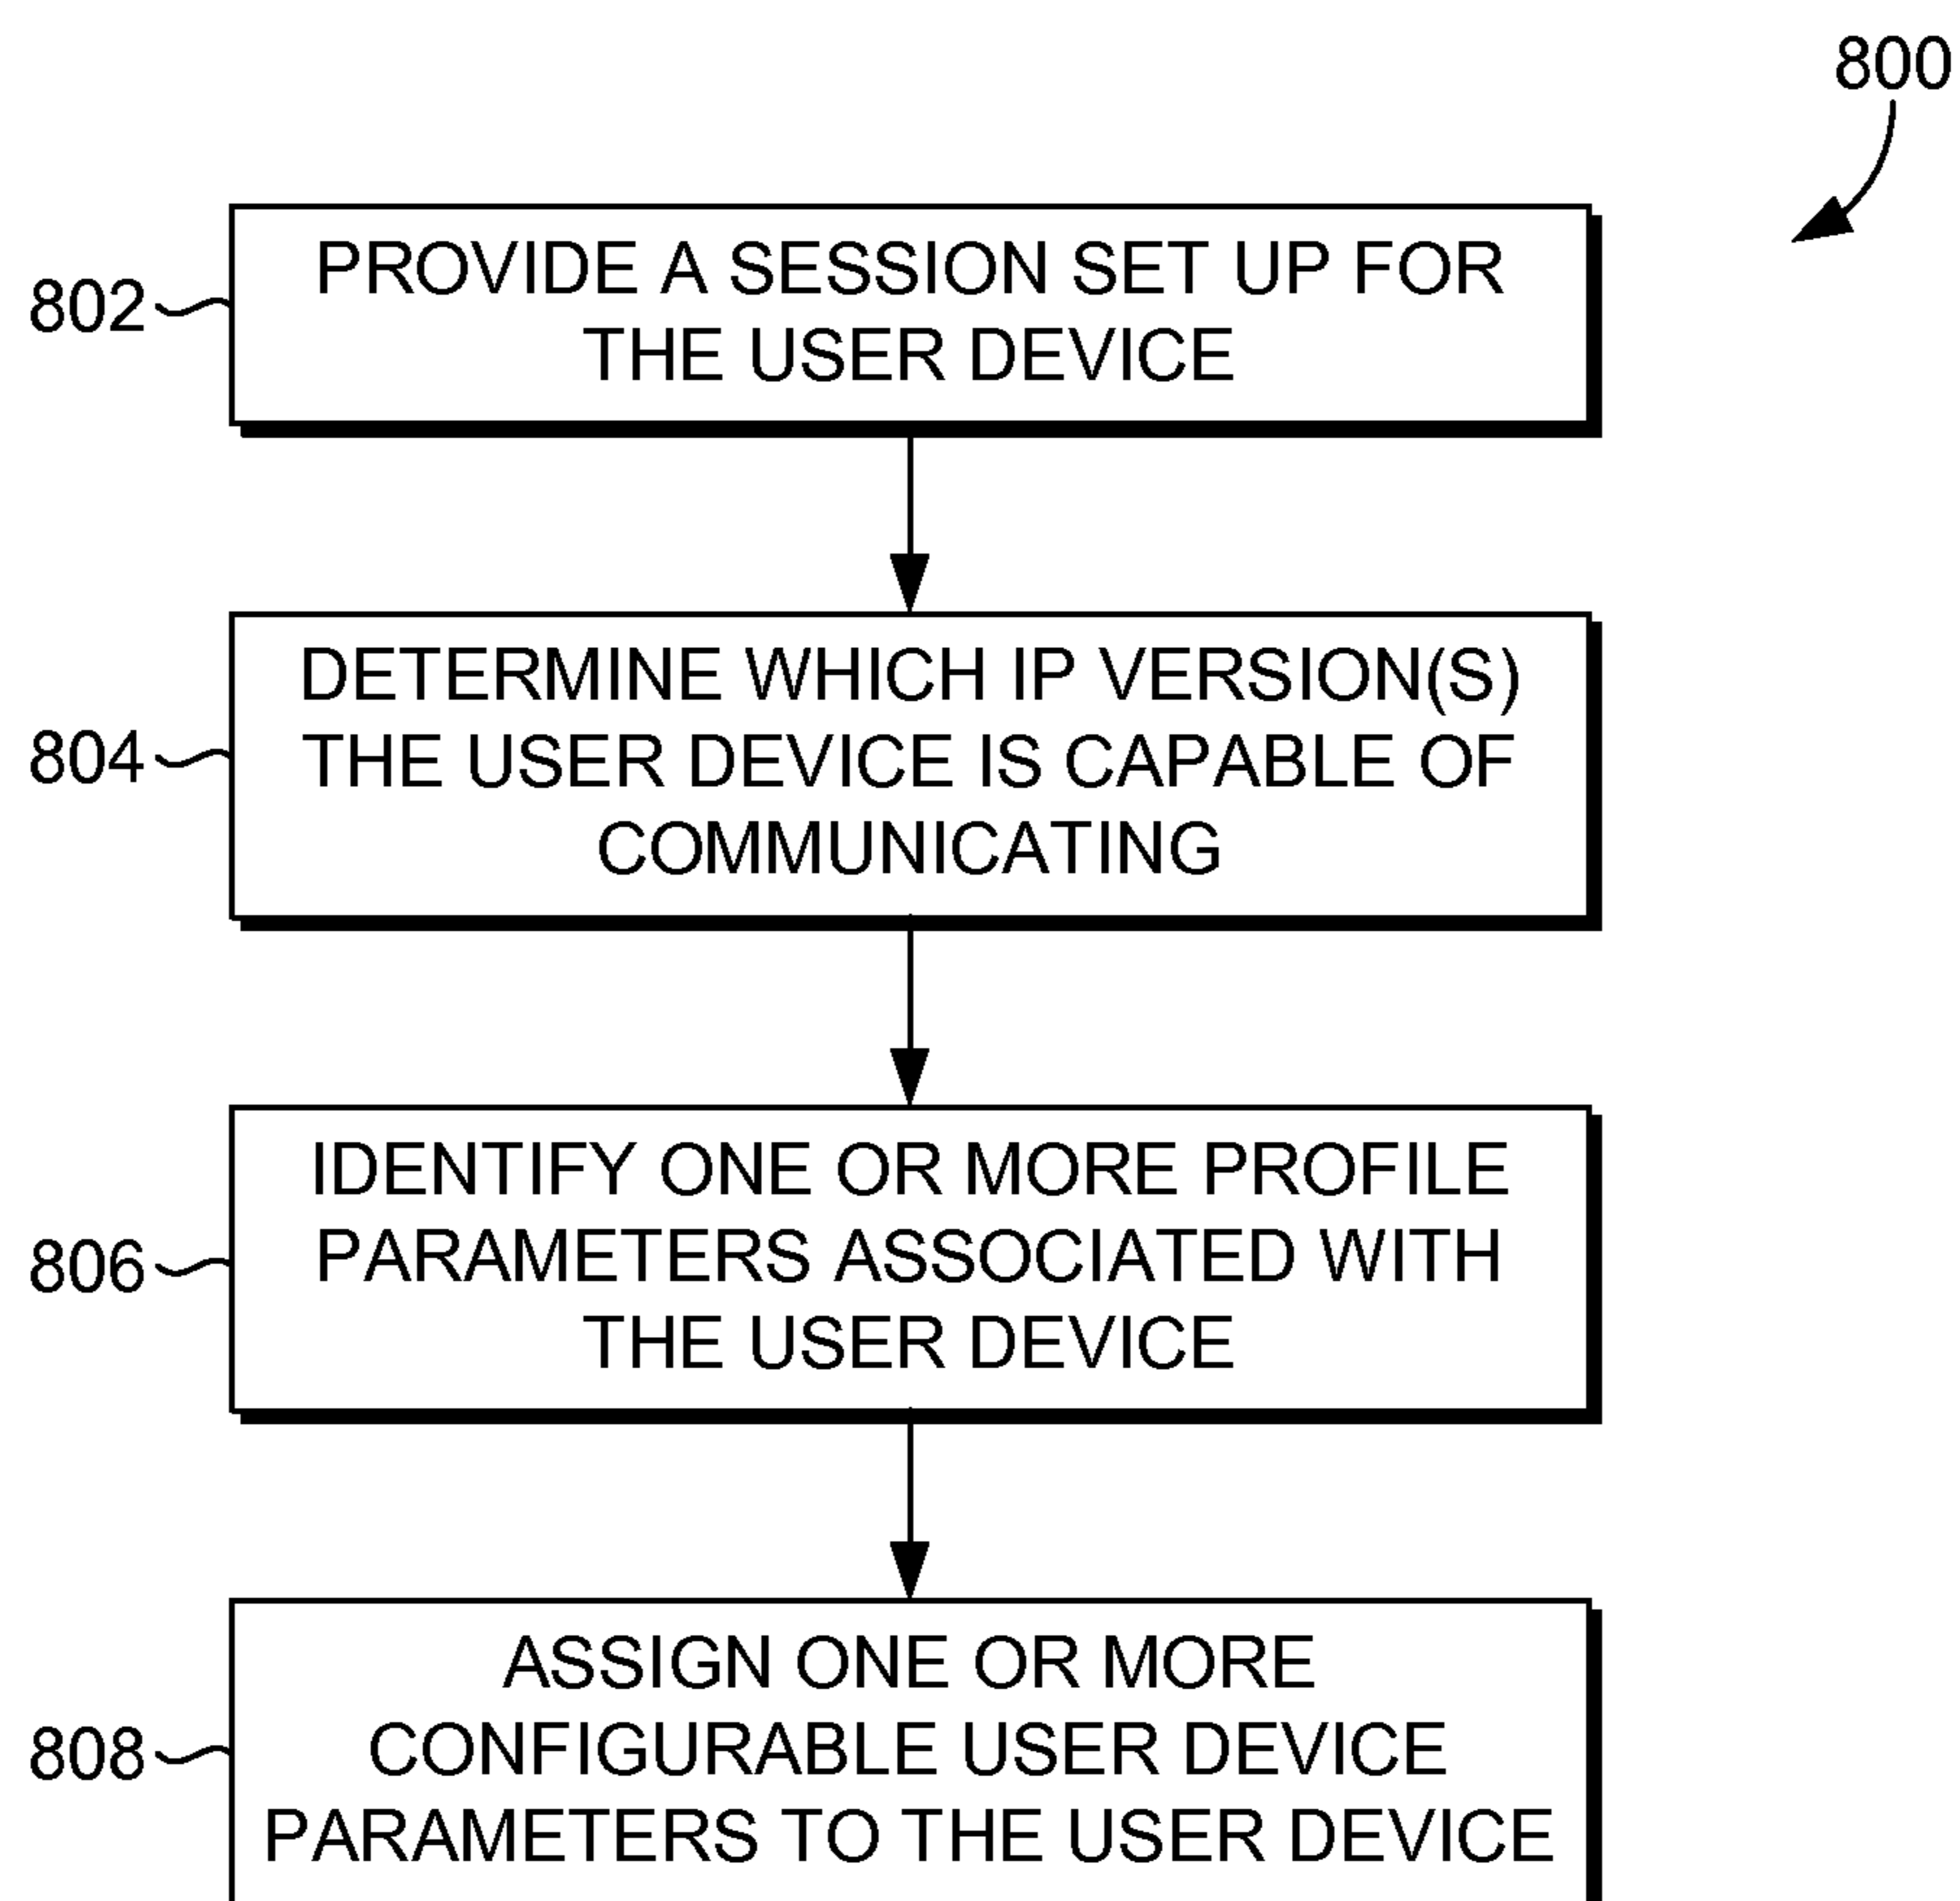 800
802
PROVIDE A SESSION SET UP FOR
THE USER DEVICE
804
DETERMINE WHICH IP VERSION(S)
THE USER DEVICE IS CAPABLE OF
COMMUNICATING
806
IDENTIFY ONE OR MORE PROFILE
PARAMETERS ASSOCIATED WITH
THE USER DEVICE
808
ASSIGN ONE OR MORE
CONFIGURABLE USER DEVICE
PARAMETERS TO THE USER DEVICE